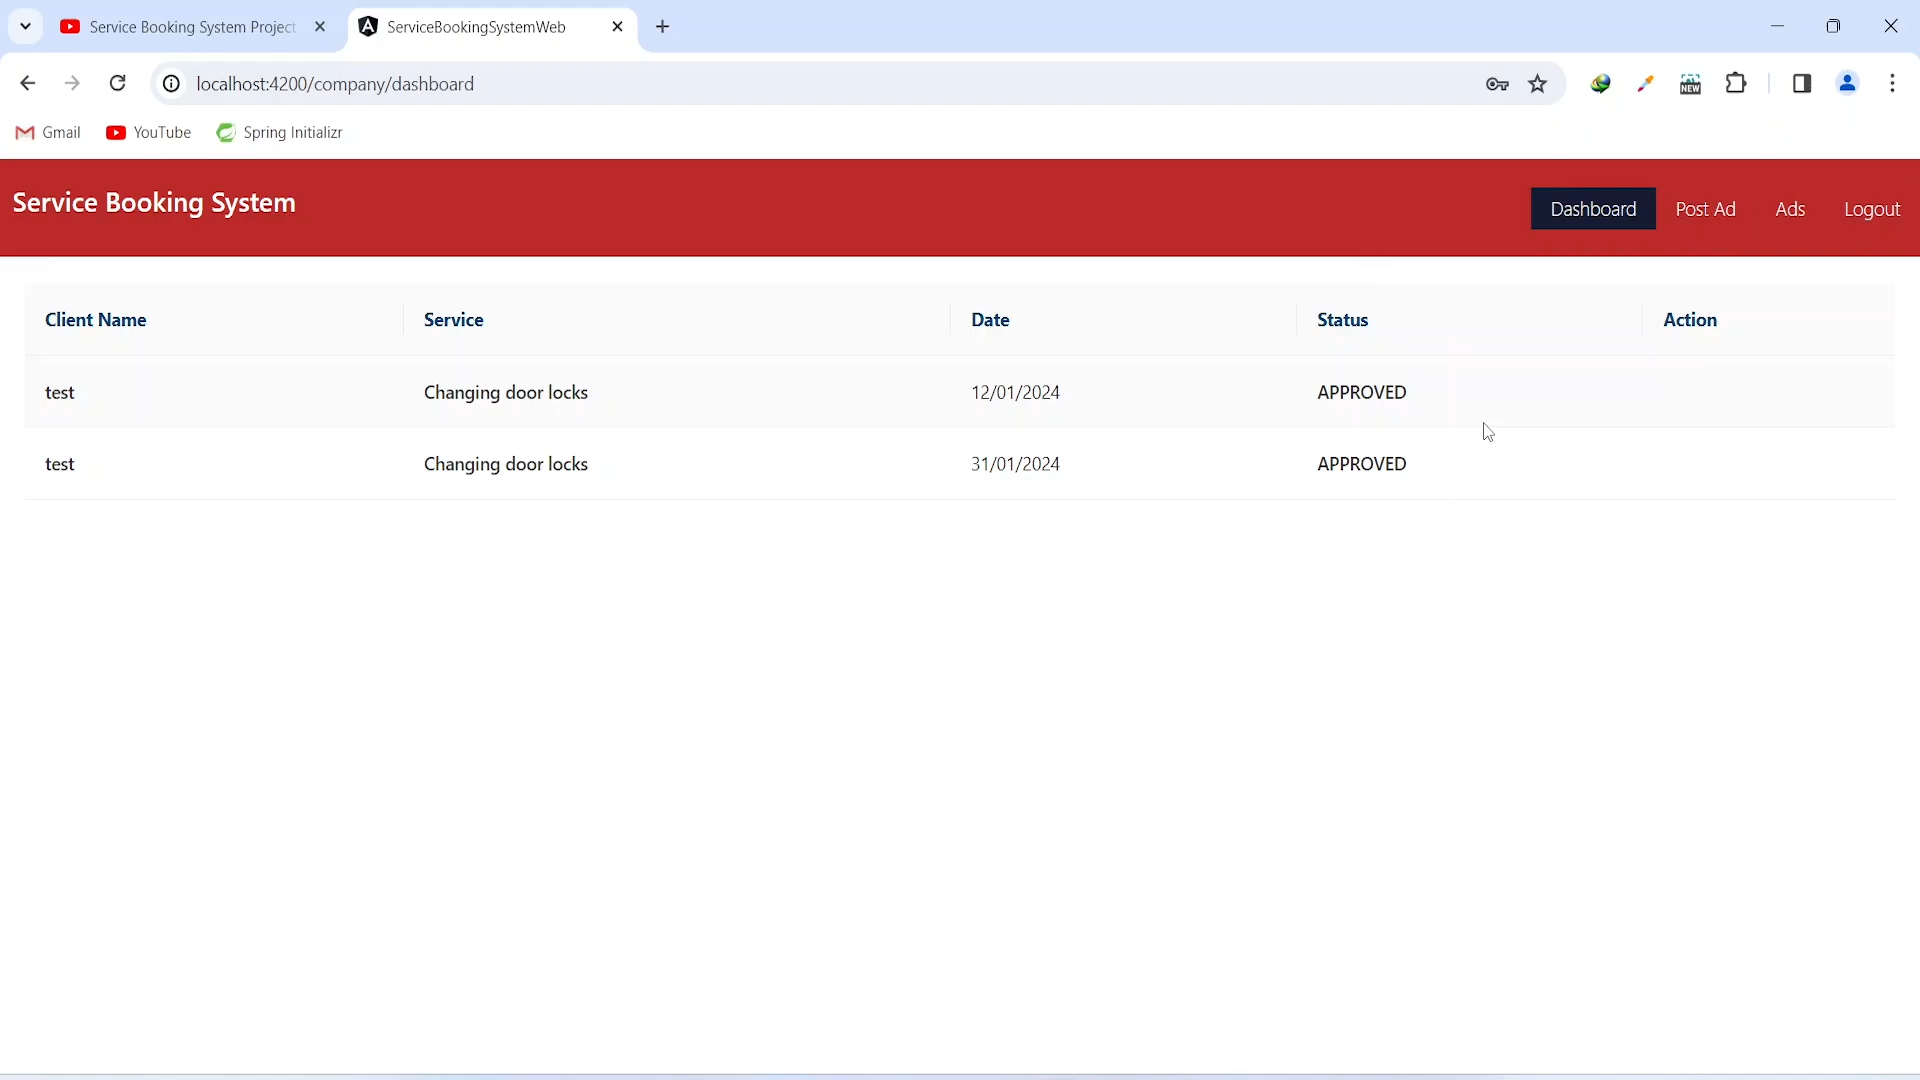 Service Booking System Project
ServiceBookingSystemWeb
localhost:4200/company/dashboard
NEW
Gmail
YouTube
Spring Initializr
Service Booking System
Dashboard
Post Ad
Ads
Logout
Client Name Service Date Status Action
test Changing door locks 12/01/2024 APPROVED
test Changing door locks 31/01/2024 APPROVED